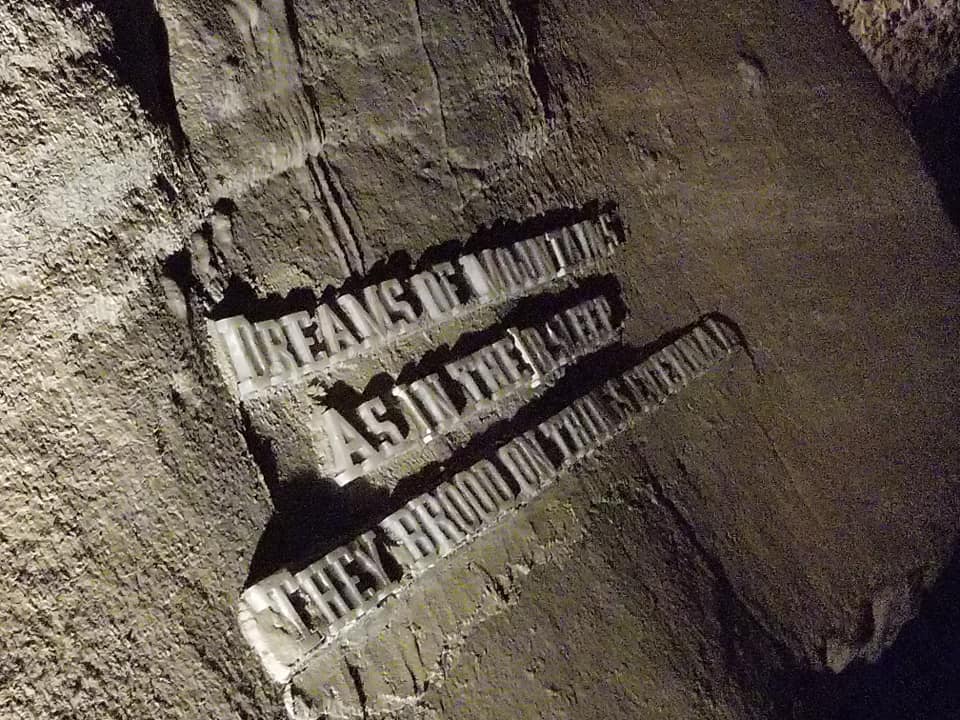 DREAMS OF MOUNTAINS
AS IN THEIR SLEEP
THEY BROOD ON THINGS ETERNAL